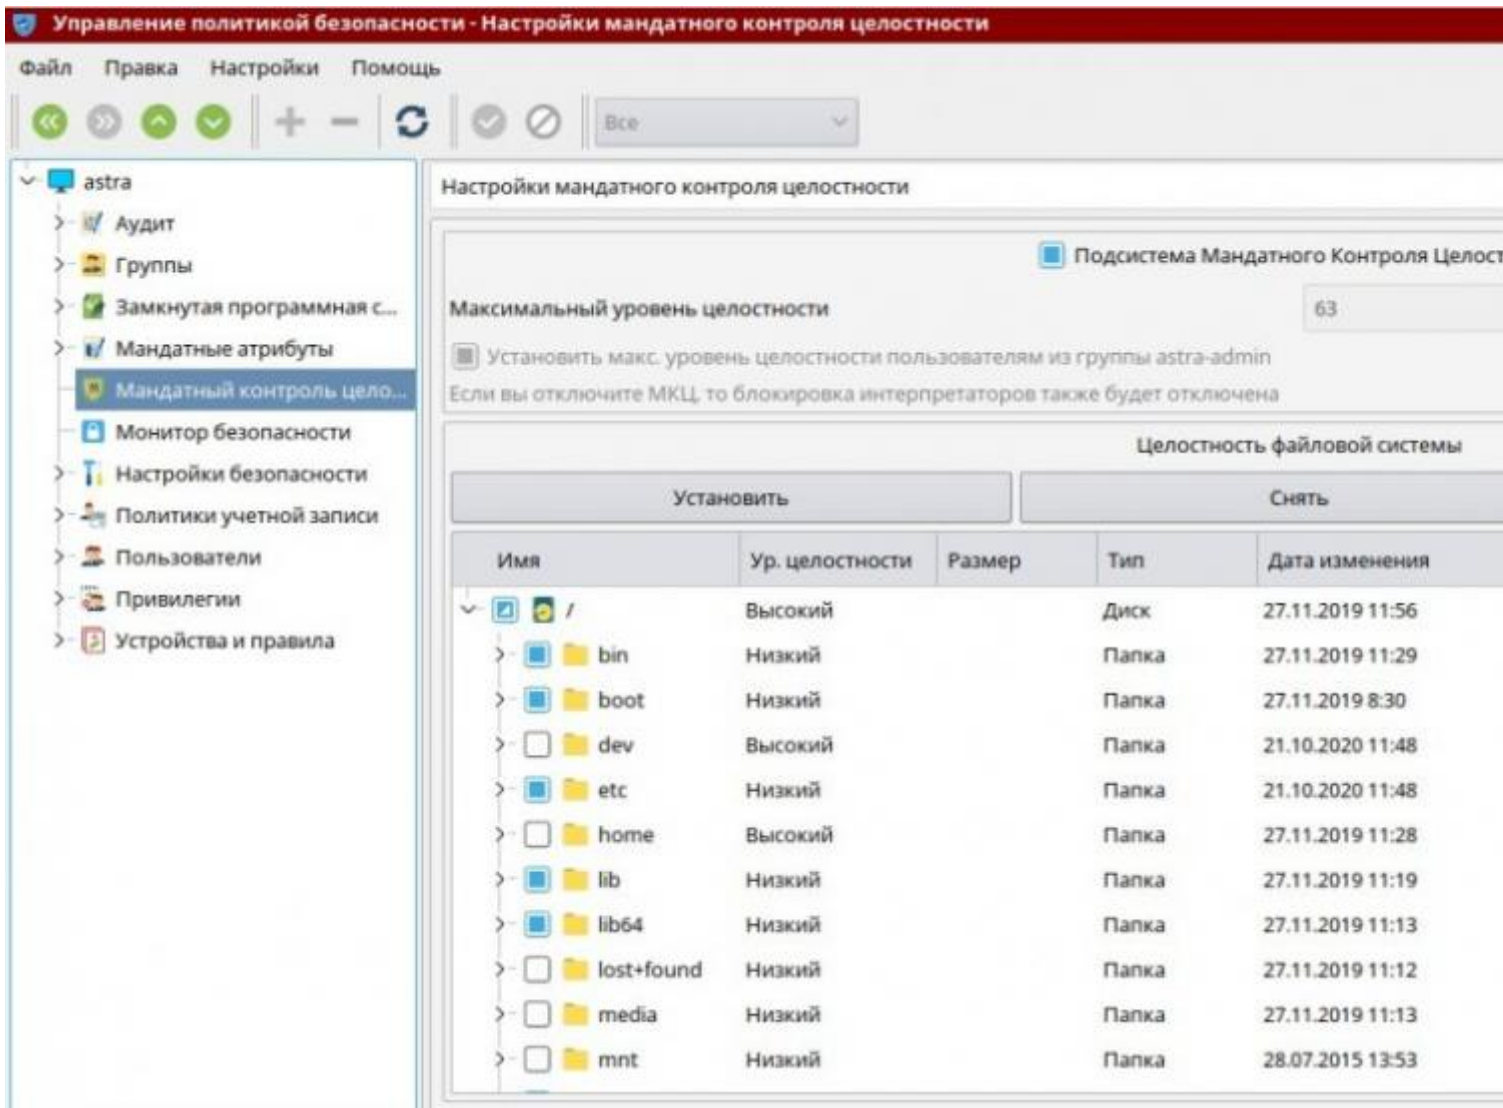 Управление политикой безопасности - Настройки мандатного контроля целостности
Файл Правка Настройки Помощь
Все
astra
Аудит
Группы
Замкнутая программная с...
Мандатные атрибуты
Мандатный контроль цело...
Монитор безопасности
Настройки безопасности
Политики учетной записи
Пользователи
Привилегии
Устройства и правила
Настройки мандатного контроля целостности
Подсистема Мандатного Контроля Целост
Максимальный уровень целостности 63
Установить макс. уровень целостности пользователям из группы astra-admin
Если вы отключите МКЦ, то блокировка интерпретаторов также будет отключена
Целостность файловой системы
Установить Снять
Имя Ур. целостности Размер Тип Дата изменения
/ Высокий Диск 27.11.2019 11:56
bin Низкий Папка 27.11.2019 11:29
boot Низкий Папка 27.11.2019 8:30
dev Высокий Папка 21.10.2020 11:48
etc Низкий Папка 21.10.2020 11:48
home Высокий Папка 27.11.2019 11:28
lib Низкий Папка 27.11.2019 11:19
lib64 Низкий Папка 27.11.2019 11:13
lost+found Низкий Папка 27.11.2019 11:12
media Низкий Папка 27.11.2019 11:13
mnt Низкий Папка 28.07.2015 13:53